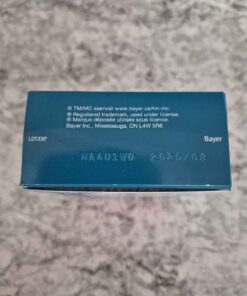 ® TM/MC see/voir www.bayer.ca/tm-mc
® Registered trademark, used under license.
® Marque déposée utilisée sous licence.
Bayer Inc., Mississauga, ON L4W 5R6
LOT/EXP
Bayer
2025/08